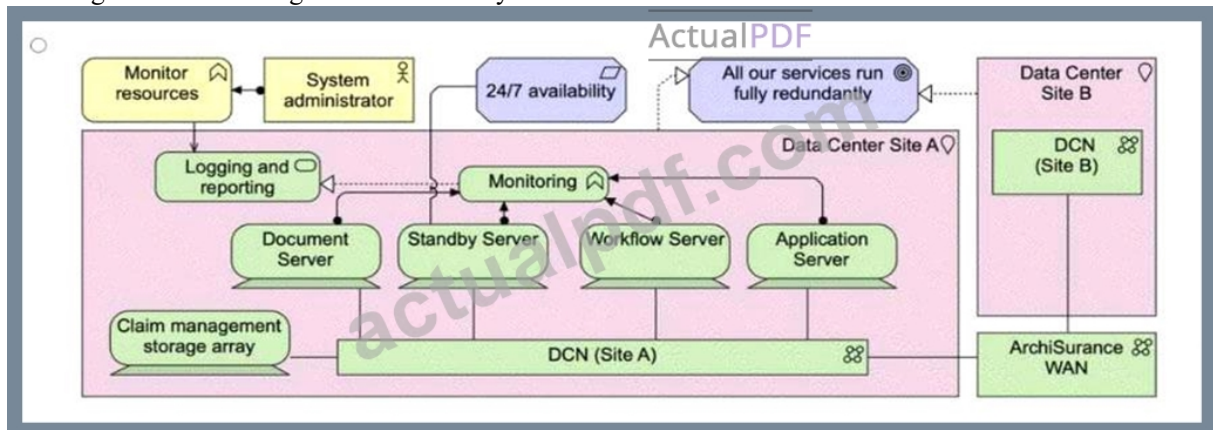 ActualPDF
Monitor
resources
System
administrator
24/7 availability
All our services run
fully redundantly
Data Center
Site B
Data Center Site A
DCN
(Site B)
Logging and
reporting
Monitoring
Document
Server
Standby Server
Workflow Server
Application
Server
Claim management
storage array
DCN (Site A)
ArchiSurance
WAN
actualpdf.com